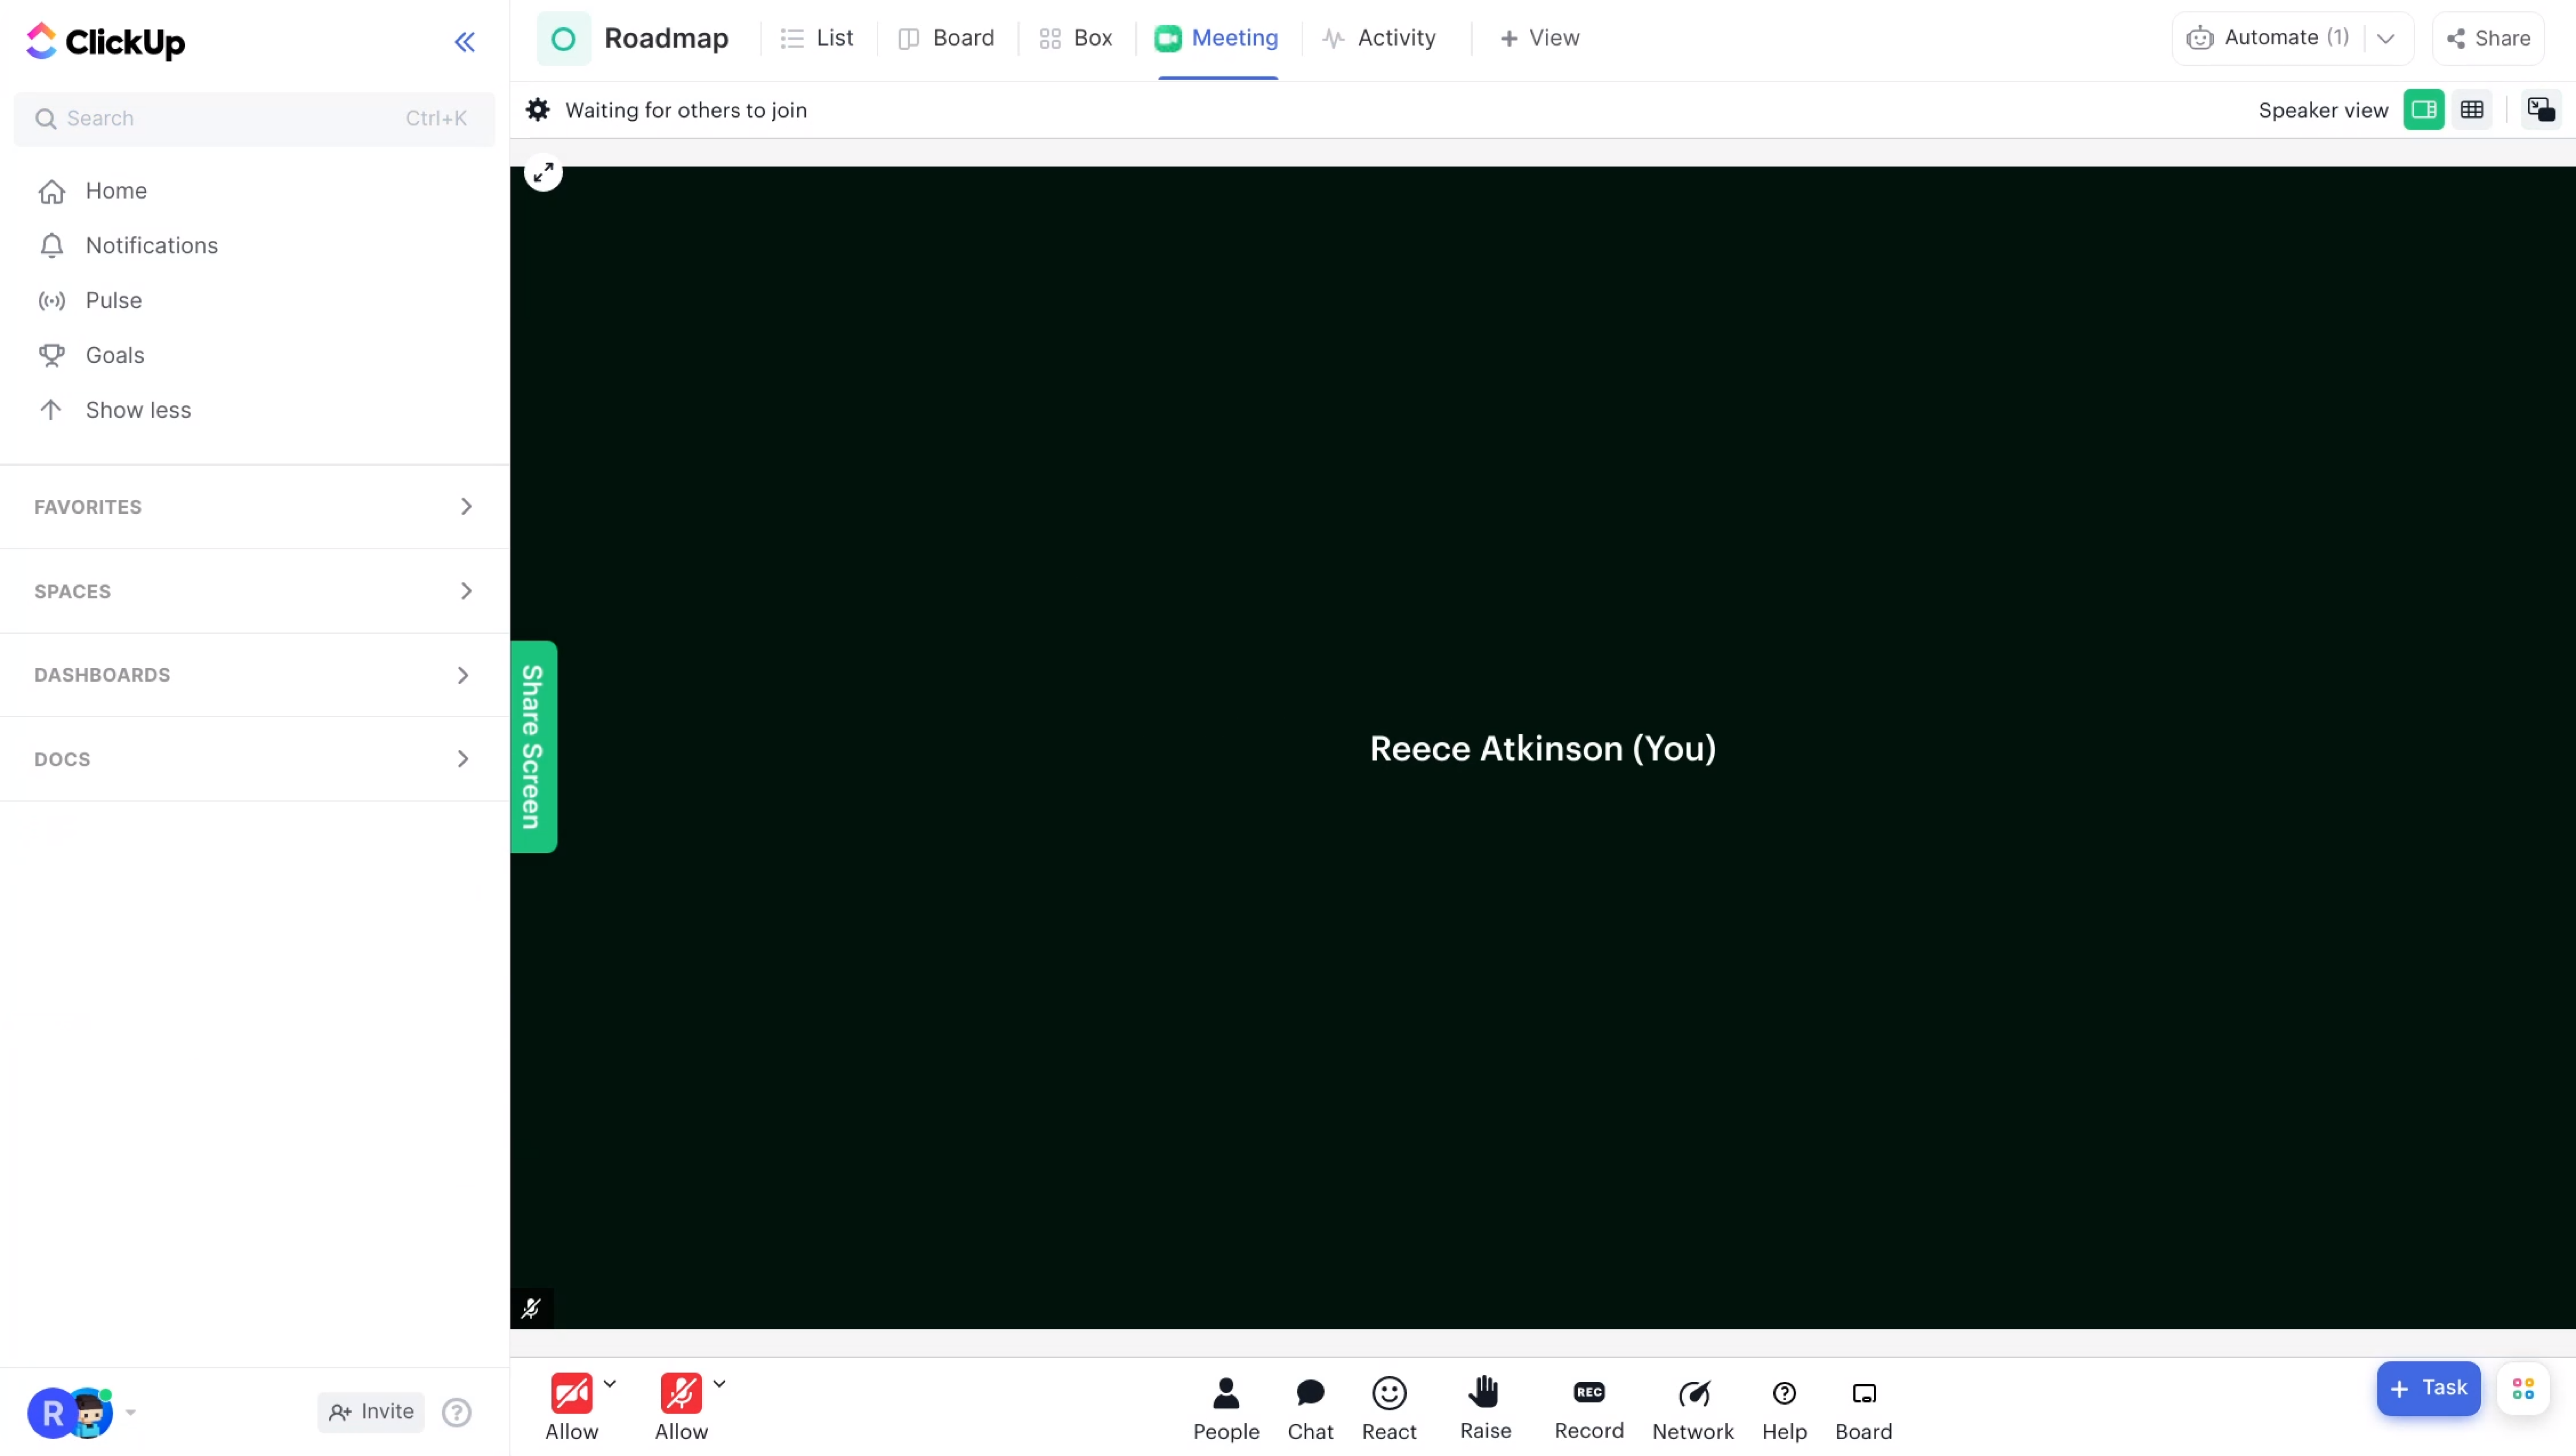 ClickUp
Search Ctrl+K
Home
Notifications
Pulse
Goals
Show less
FAVORITES
SPACES
DASHBOARDS
DOCS
R
Invite
Roadmap
List
Board
Box
Meeting
Activity
+ View
Automate (1)
Share
Waiting for others to join
Speaker view
Share Screen
Reece Atkinson (You)
Allow
Allow
People
Chat
React
Raise
REC
Record
Network
Help
Board
+ Task